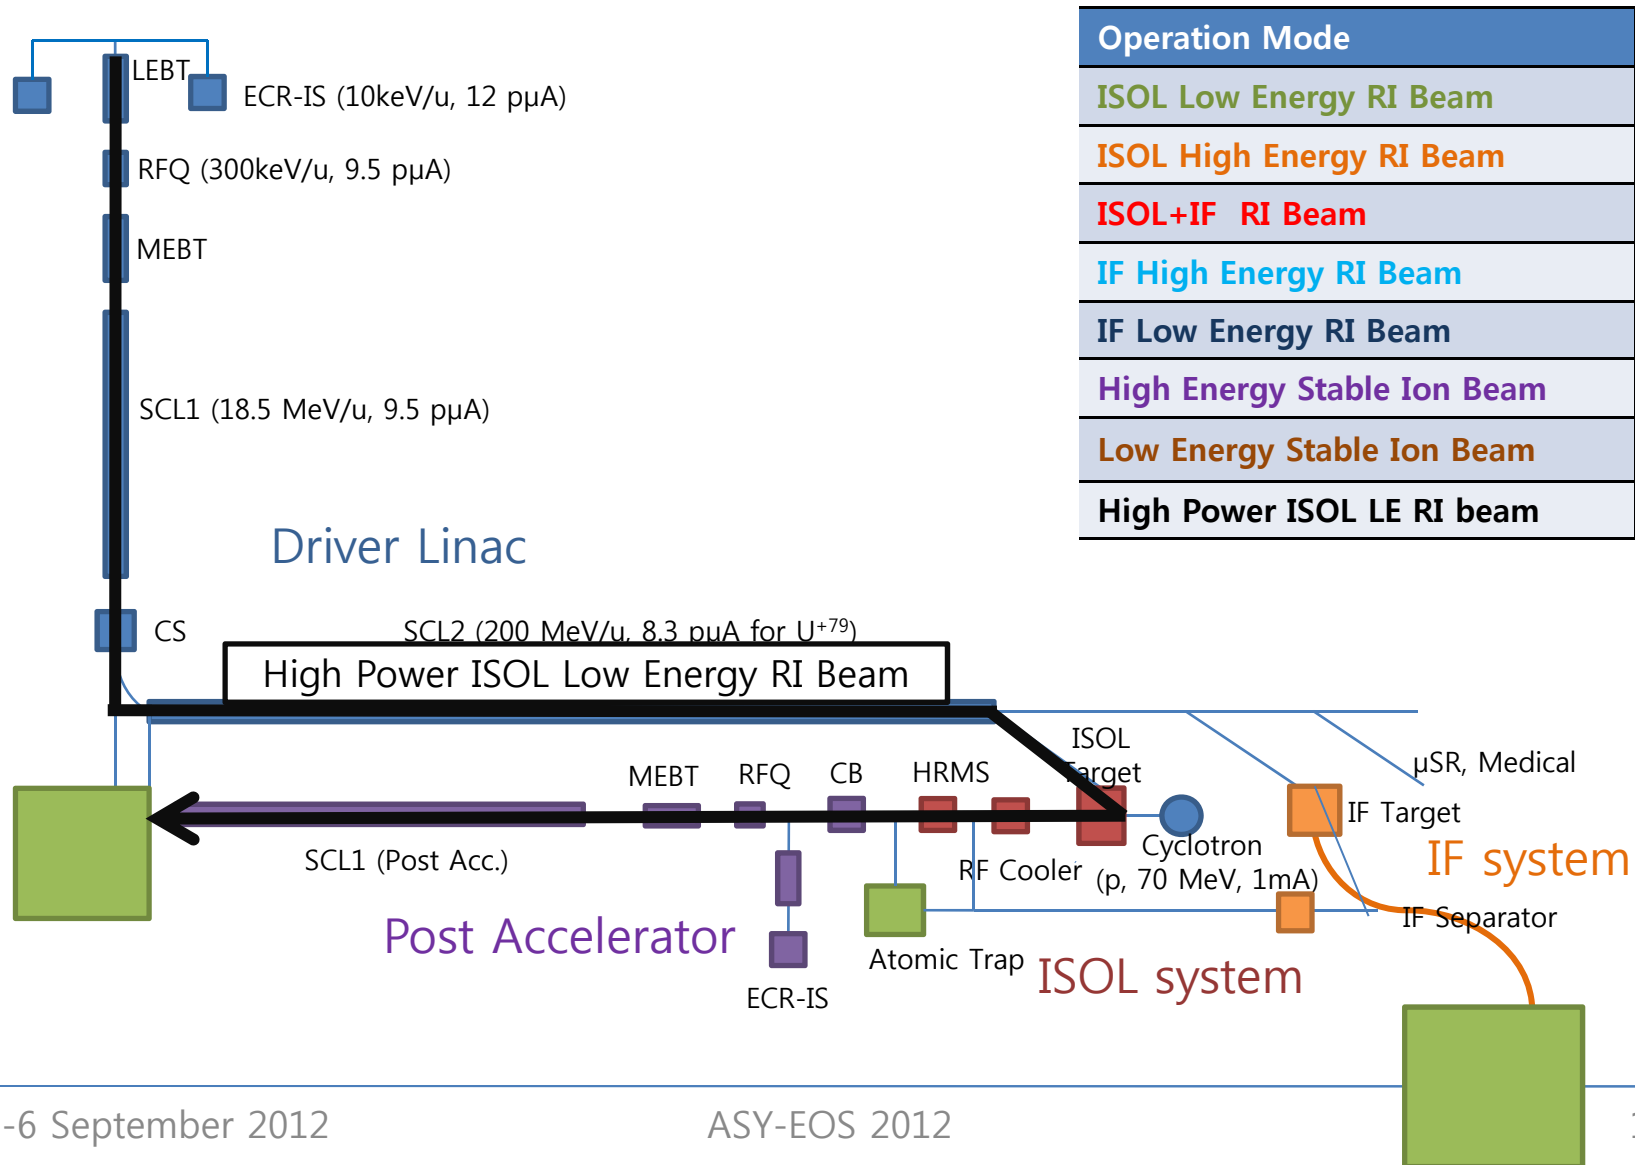 LEBT
ECR-IS (10keV/u, 12 pμA)
RFQ (300keV/u, 9.5 pμA)
MEBT
SCL1 (18.5 MeV/u, 9.5 pμA)
Driver Linac
CS
SCL2 (200 MeV/u, 8.3 pμA for U+79)
High Power ISOL Low Energy RI Beam
Operation Mode
ISOL Low Energy RI Beam
ISOL High Energy RI Beam
ISOL+IF RI Beam
IF High Energy RI Beam
IF Low Energy RI Beam
High Energy Stable Ion Beam
Low Energy Stable Ion Beam
High Power ISOL LE RI beam
ISOL
Target
μSR, Medical
MEBT
RFQ
CB
HRMS
IF Target
SCL1 (Post Acc.)
RF Cooler
Cyclotron
(p, 70 MeV, 1mA)
IF system
Post Accelerator
IF Separator
Atomic Trap
ISOL system
ECR-IS
-6 September 2012
ASY-EOS 2012